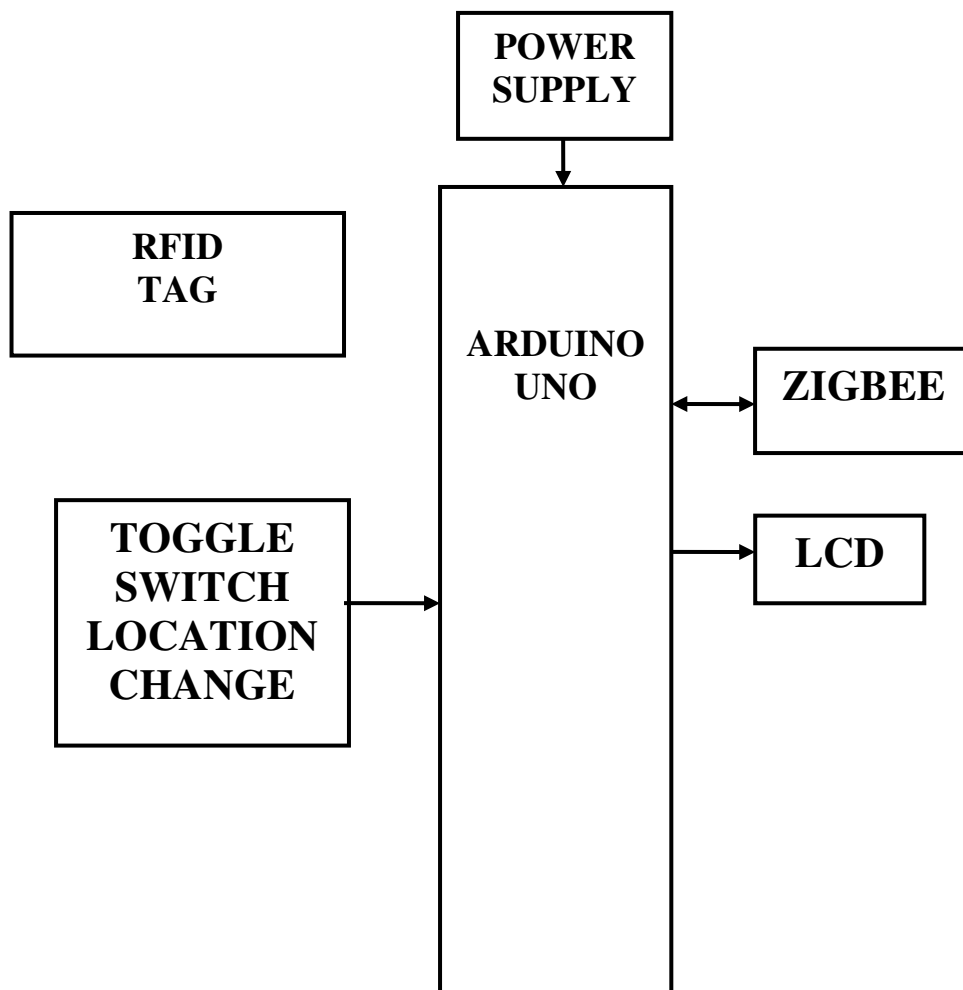 POWER
SUPPLY
RFID
TAG
ARDUINO
UNO
ZIGBEE
TOGGLE
SWITCH
LOCATION
CHANGE
LCD